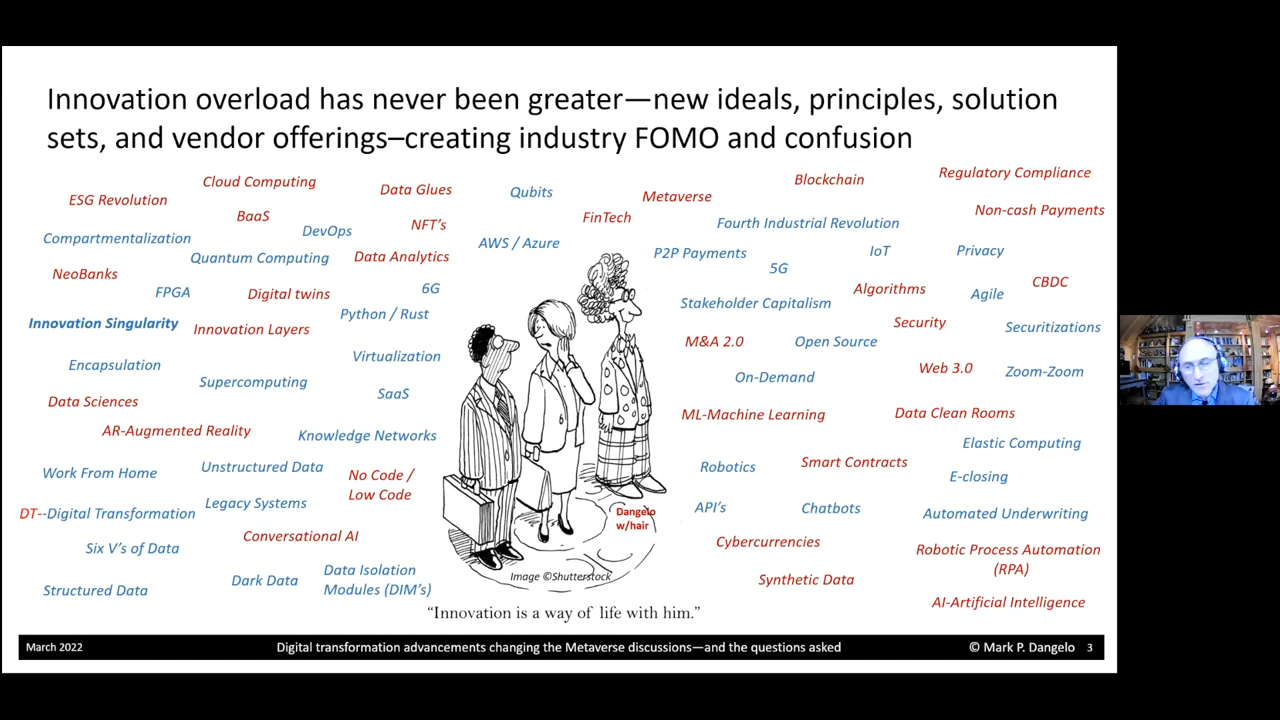 Innovation overload has never been greater—new ideals, principles, solution
sets, and vendor offerings–creating industry FOMO and confusion
ESG Revolution
Cloud Computing
Data Glues
Qubits
Metaverse
Blockchain
Regulatory Compliance
BaaS
NFT's
FinTech
Non-cash Payments
Compartmentalization
DevOps
AWS / Azure
Fourth Industrial Revolution
Quantum Computing
Data Analytics
P2P Payments
IoT
Privacy
NeoBanks
5G
FPGA
Digital twins
6G
Algorithms
Agile
CBDC
Stakeholder Capitalism
Innovation Singularity
Innovation Layers
Python / Rust
Security
Securitizations
M&A 2.0
Open Source
Encapsulation
Virtualization
Web 3.0
Zoom-Zoom
Supercomputing
SaaS
On-Demand
Data Sciences
ML-Machine Learning
Data Clean Rooms
AR-Augmented Reality
Knowledge Networks
Elastic Computing
Work From Home
Unstructured Data
No Code /
Low Code
Robotics
Smart Contracts
E-closing
DT--Digital Transformation
Legacy Systems
Dangelo
w/hair
API's
Chatbots
Automated Underwriting
Six V's of Data
Conversational AI
Cybercurrencies
Robotic Process Automation
(RPA)
Structured Data
Dark Data
Data Isolation
Modules (DIM's)
Image ©Shutterstock
Synthetic Data
AI-Artificial Intelligence
“Innovation is a way of life with him.”
March 2022
Digital transformation advancements changing the Metaverse discussions—and the questions asked
© Mark P. Dangelo 3